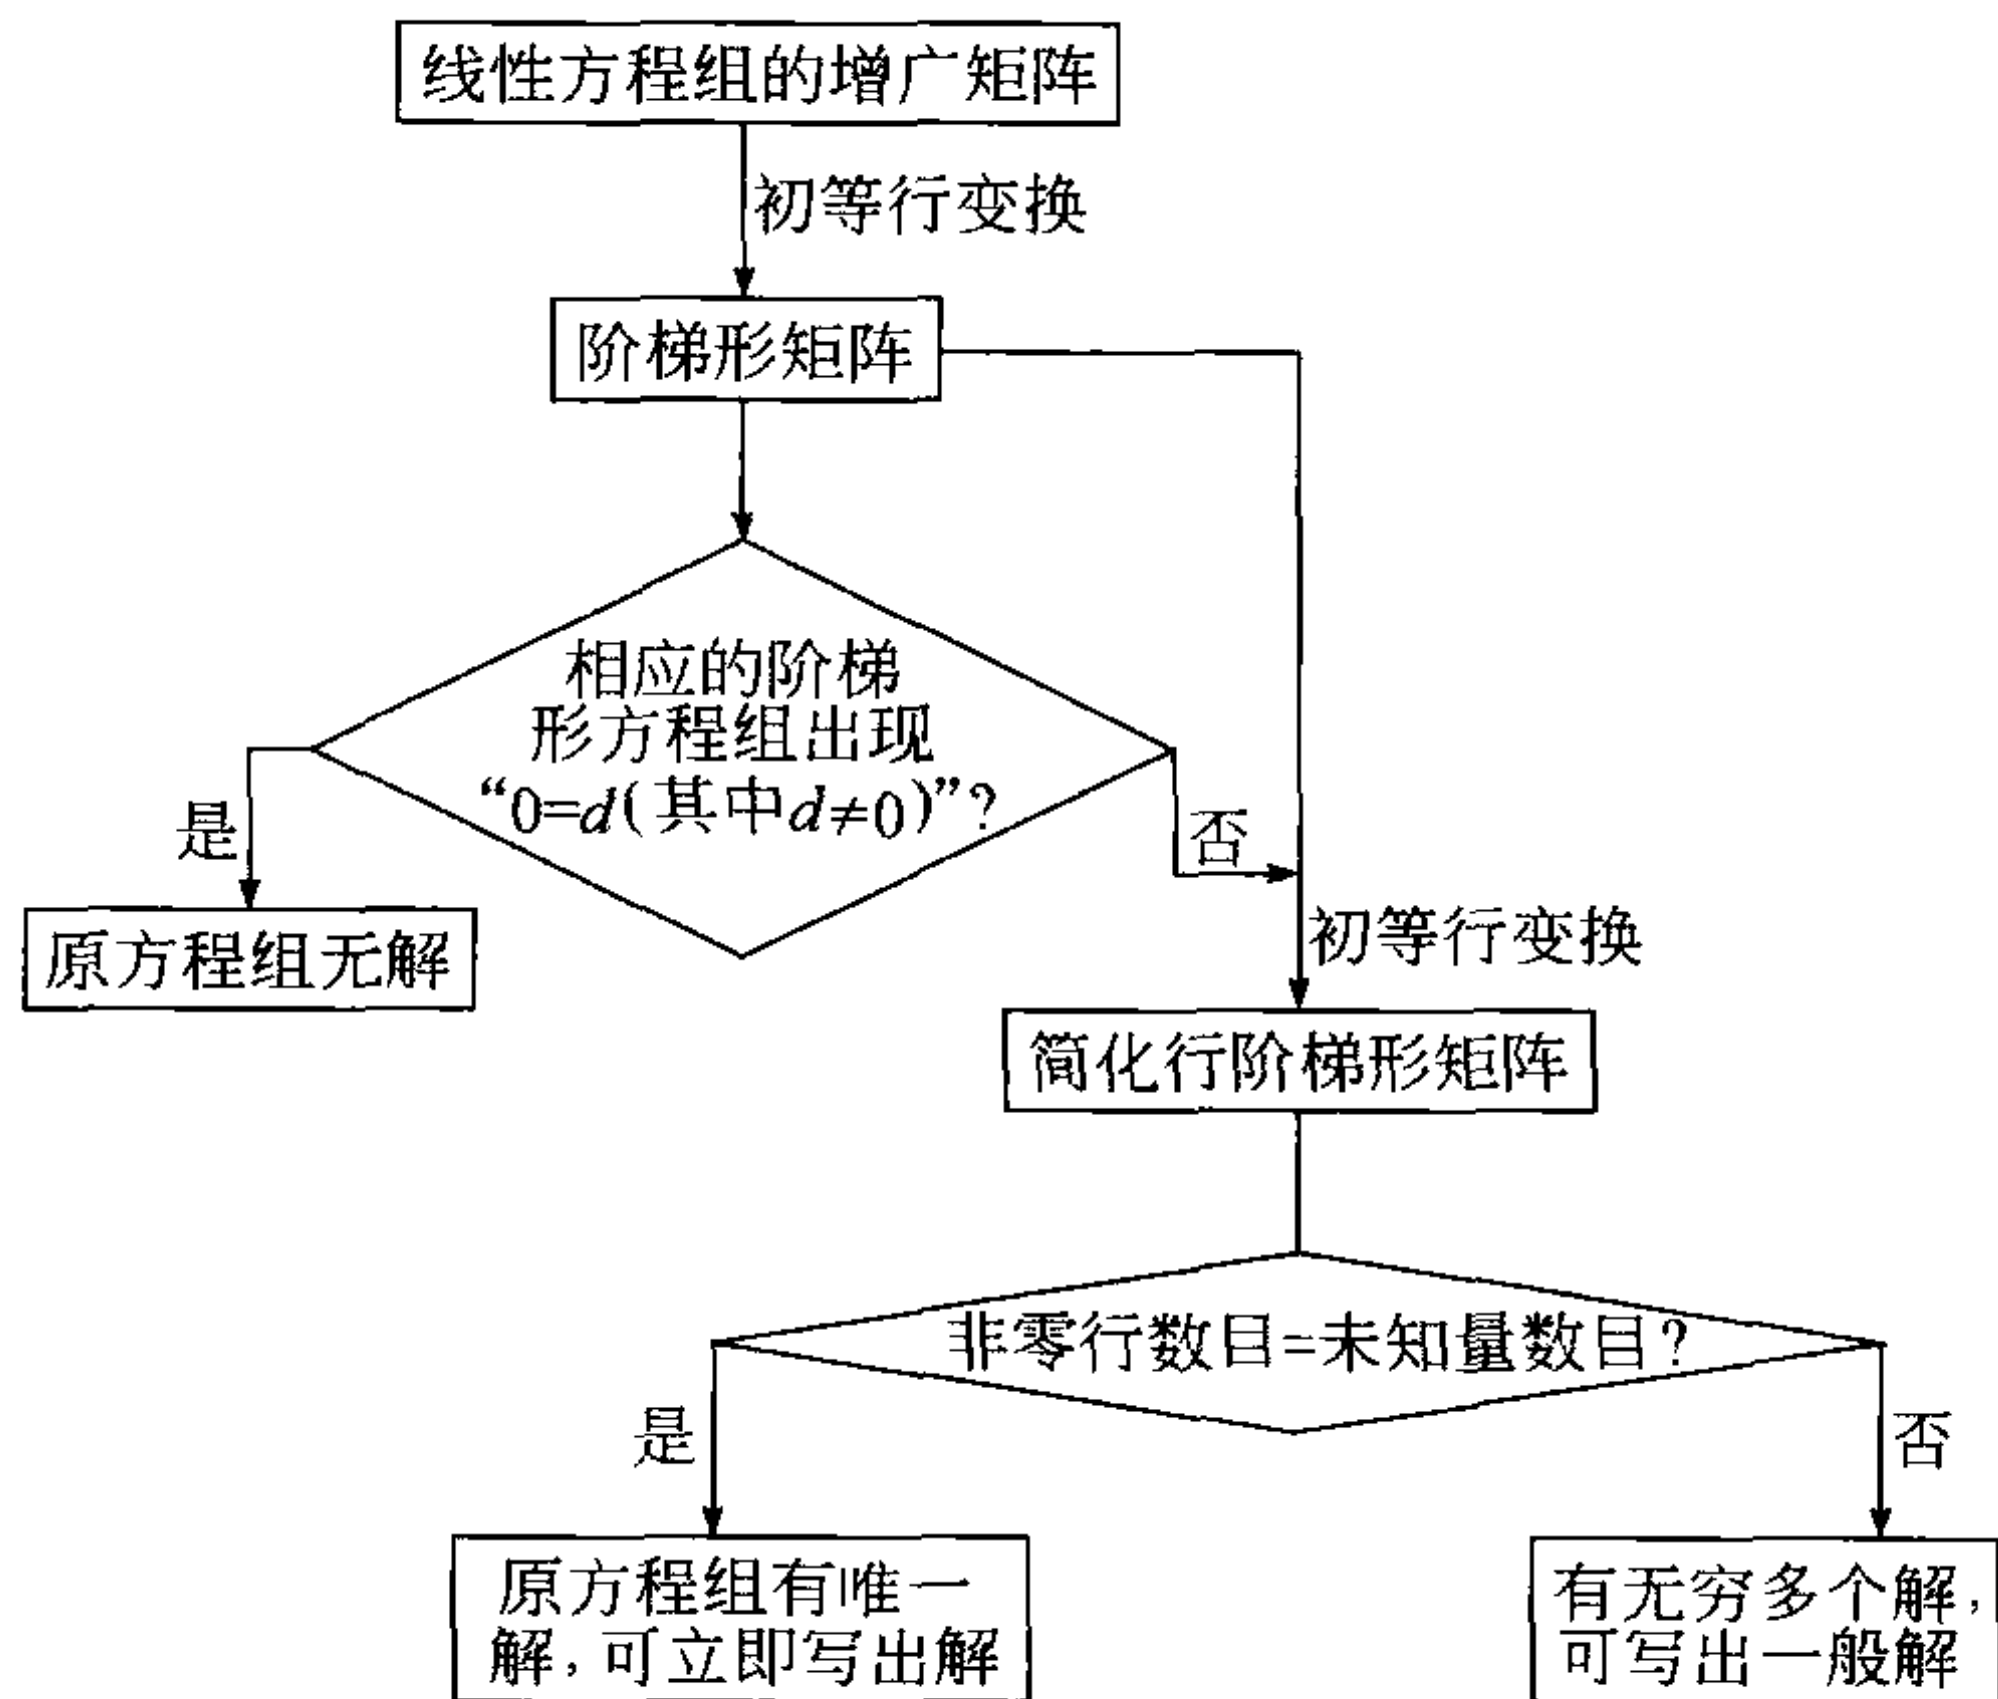 线性方程组的增广矩阵
初等行变换
阶梯形矩阵
相应的阶梯
形方程组出现
“0=d(其中d≠0)”?
是
否
原方程组无解
初等行变换
简化行阶梯形矩阵
非零行数目=未知量数目?
是
否
原方程组有唯一
解,可立即写出解
有无穷多个解,
可写出一般解